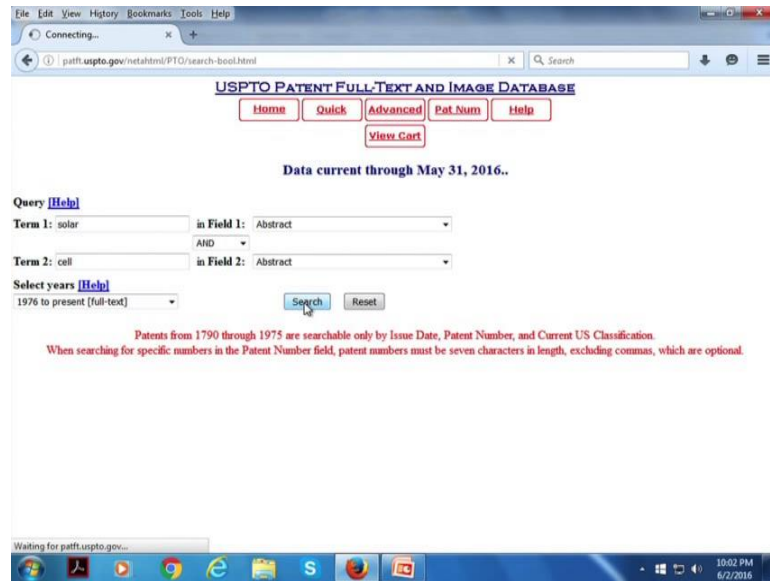 File Edit View History Bookmarks Tools Help
Connecting... × +
patft.uspto.gov/netahtml/PTO/search-bool.html Search
USPTO PATENT FULL-TEXT AND IMAGE DATABASE
Home Quick Advanced Pat Num Help
View Cart
Data current through May 31, 2016..
Query [Help]
Term 1: solar in Field 1: Abstract
AND
Term 2: cell in Field 2: Abstract
Select years [Help]
1976 to present [full-text] Search Reset
Patents from 1790 through 1975 are searchable only by Issue Date, Patent Number, and Current US Classification.
When searching for specific numbers in the Patent Number field, patent numbers must be seven characters in length, excluding commas, which are optional.
Waiting for patft.uspto.gov...
10:02 PM
6/2/2016